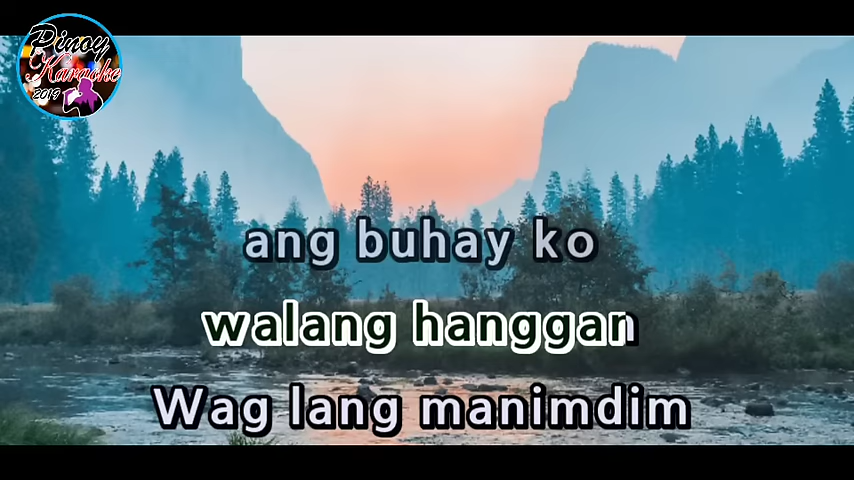 Pinoy
Karaoke
2019
ang buhay ko
walang hanggan
Wag lang manimdim